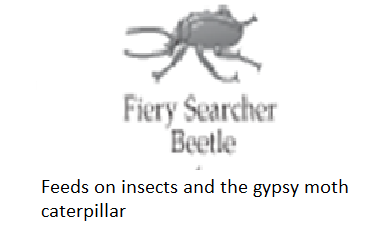 Fiery Searcher
Beetle
Feeds on insects and the gypsy moth
caterpillar